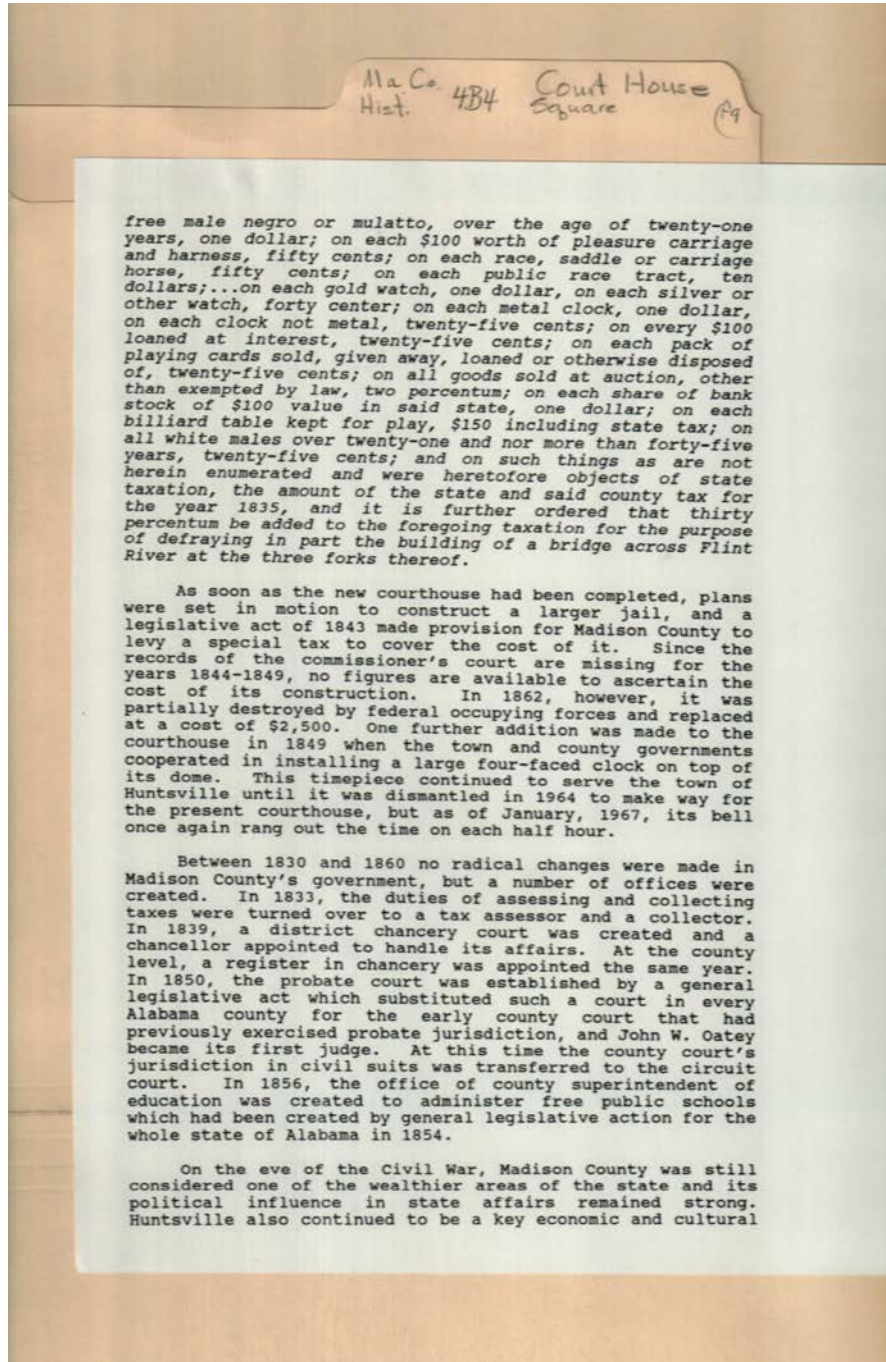 Ma Co. 4B4 Court House
Hist. Square
free male negro or mulatto, over the age of twenty-one
years, one dollar; on each $100 worth of pleasure carriage
and harness, fifty cents; on each race, saddle or carriage
horse, fifty cents; on each public race tract, ten
dollars;...on each gold watch, one dollar, on each silver or
other watch, forty center; on each metal clock, one dollar,
on each clock not metal, twenty-five cents; on every $100
loaned at interest, twenty-five cents; on each pack of
playing cards sold, given away, loaned or otherwise disposed
of, twenty-five cents; on all goods sold at auction, other
than exempted by law, two percentum; on each share of bank
stock of $100 value in said state, one dollar; on each
billiard table kept for play, $150 including state tax; on
all white males over twenty-one and nor more than forty-five
years, twenty-five cents; and on such things as are not
herein enumerated and were heretofore objects of state
taxation, the amount of the state and said county tax for
the year 1835, and it is further ordered that thirty
percentum be added to the foregoing taxation for the purpose
of defraying in part the building of a bridge across Flint
River at the three forks thereof.
As soon as the new courthouse had been completed, plans
were set in motion to construct a larger jail, and a
legislative act of 1843 made provision for Madison County to
levy a special tax to cover the cost of it. Since the
records of the commissioner's court are missing for the
years 1844-1849, no figures are available to ascertain the
cost of its construction. In 1862, however, it was
partially destroyed by federal occupying forces and replaced
at a cost of $2,500. One further addition was made to the
courthouse in 1849 when the town and county governments
cooperated in installing a large four-faced clock on top of
its dome. This timepiece continued to serve the town of
Huntsville until it was dismantled in 1964 to make way for
the present courthouse, but as of January, 1967, its bell
once again rang out the time on each half hour.
Between 1830 and 1860 no radical changes were made in
Madison County's government, but a number of offices were
created. In 1833, the duties of assessing and collecting
taxes were turned over to a tax assessor and a collector.
In 1839, a district chancery court was created and a
chancellor appointed to handle its affairs. At the county
level, a register in chancery was appointed the same year.
In 1850, the probate court was established by a general
legislative act which substituted such a court in every
Alabama county for the early county court that had
previously exercised probate jurisdiction, and John W. Oatey
became its first judge. At this time the county court's
jurisdiction in civil suits was transferred to the circuit
court. In 1856, the office of county superintendent of
education was created to administer free public schools
which had been created by general legislative action for the
whole state of Alabama in 1854.
On the eve of the Civil War, Madison County was still
considered one of the wealthier areas of the state and its
political influence in state affairs remained strong.
Huntsville also continued to be a key economic and cultural